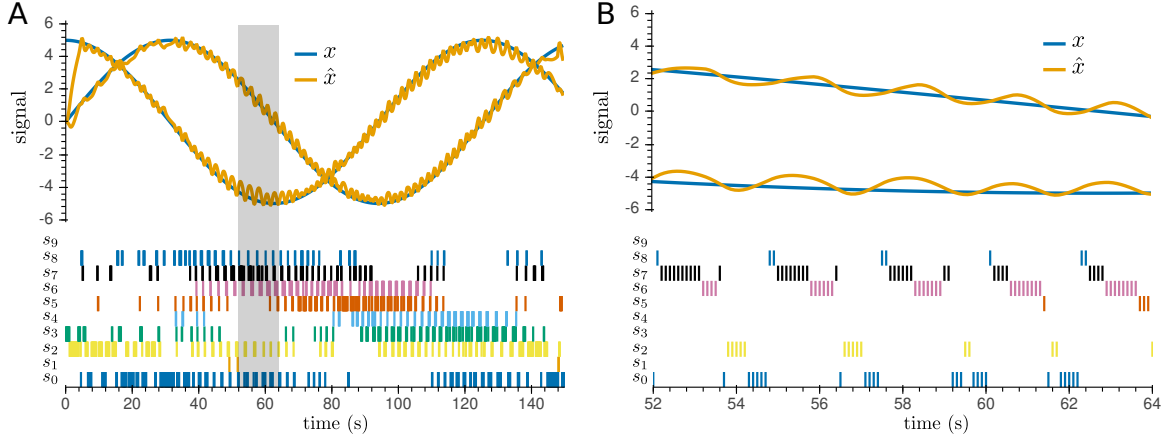 A
6
4
2
0
-2
-4
-6
signal
x
x̂
s9
s8
s7
s6
s5
s4
s3
s2
s1
s0
0 20 40 60 80 100 120 140
time (s)
B
6
4
2
0
-2
-4
-6
signal
x
x̂
s9
s8
s7
s6
s5
s4
s3
s2
s1
s0
52 54 56 58 60 62 64
time (s)